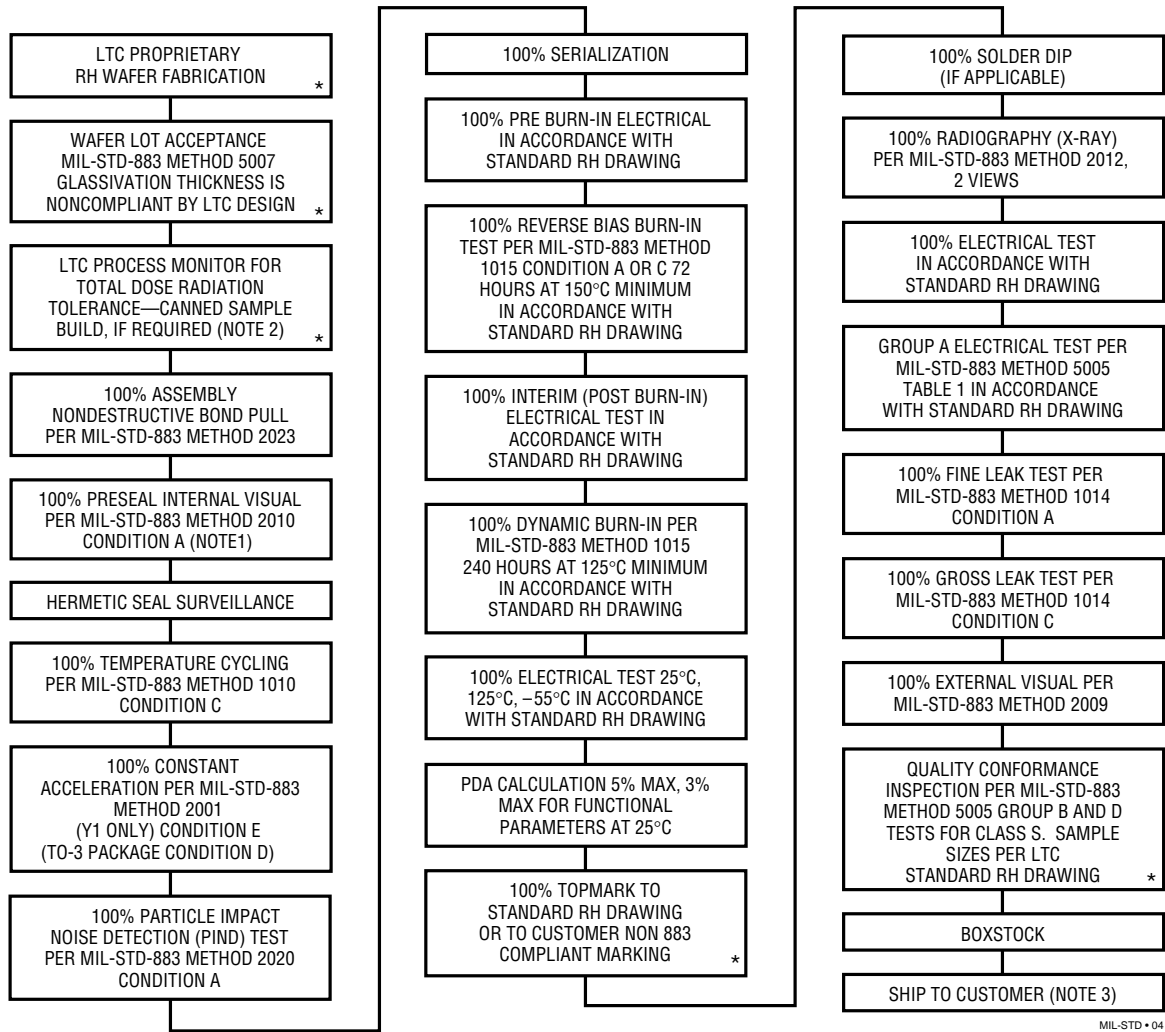 LTC PROPRIETARY
RH WAFER FABRICATION
*
WAFER LOT ACCEPTANCE
MIL-STD-883 METHOD 5007
GLASSIVATION THICKNESS IS
NONCOMPLIANT BY LTC DESIGN
*
LTC PROCESS MONITOR FOR
TOTAL DOSE RADIATION
TOLERANCE—CANNED SAMPLE
BUILD, IF REQUIRED (NOTE 2)
*
100% ASSEMBLY
NONDESTRUCTIVE BOND PULL
PER MIL-STD-883 METHOD 2023
100% PRESEAL INTERNAL VISUAL
PER MIL-STD-883 METHOD 2010
CONDITION A (NOTE1)
HERMETIC SEAL SURVEILLANCE
100% TEMPERATURE CYCLING
PER MIL-STD-883 METHOD 1010
CONDITION C
100% CONSTANT
ACCELERATION PER MIL-STD-883
METHOD 2001
(Y1 ONLY) CONDITION E
(TO-3 PACKAGE CONDITION D)
100% PARTICLE IMPACT
NOISE DETECTION (PIND) TEST
PER MIL-STD-883 METHOD 2020
CONDITION A
100% SERIALIZATION
100% PRE BURN-IN ELECTRICAL
IN ACCORDANCE WITH
STANDARD RH DRAWING
100% REVERSE BIAS BURN-IN
TEST PER MIL-STD-883 METHOD
1015 CONDITION A OR C 72
HOURS AT 150°C MINIMUM
IN ACCORDANCE WITH
STANDARD RH DRAWING
100% INTERIM (POST BURN-IN)
ELECTRICAL TEST IN
ACCORDANCE WITH
STANDARD RH DRAWING
100% DYNAMIC BURN-IN PER
MIL-STD-883 METHOD 1015
240 HOURS AT 125°C MINIMUM
IN ACCORDANCE WITH
STANDARD RH DRAWING
100% ELECTRICAL TEST 25°C,
125°C, –55°C IN ACCORDANCE
WITH STANDARD RH DRAWING
PDA CALCULATION 5% MAX, 3%
MAX FOR FUNCTIONAL
PARAMETERS AT 25°C
100% TOPMARK TO
STANDARD RH DRAWING
OR TO CUSTOMER NON 883
COMPLIANT MARKING
*
100% SOLDER DIP
(IF APPLICABLE)
100% RADIOGRAPHY (X-RAY)
PER MIL-STD-883 METHOD 2012,
2 VIEWS
100% ELECTRICAL TEST
IN ACCORDANCE WITH
STANDARD RH DRAWING
GROUP A ELECTRICAL TEST PER
MIL-STD-883 METHOD 5005
TABLE 1 IN ACCORDANCE
WITH STANDARD RH DRAWING
100% FINE LEAK TEST PER
MIL-STD-883 METHOD 1014
CONDITION A
100% GROSS LEAK TEST PER
MIL-STD-883 METHOD 1014
CONDITION C
100% EXTERNAL VISUAL PER
MIL-STD-883 METHOD 2009
QUALITY CONFORMANCE
INSPECTION PER MIL-STD-883
METHOD 5005 GROUP B AND D
TESTS FOR CLASS S. SAMPLE
SIZES PER LTC
STANDARD RH DRAWING
*
BOXSTOCK
SHIP TO CUSTOMER (NOTE 3)
MIL-STD • 04